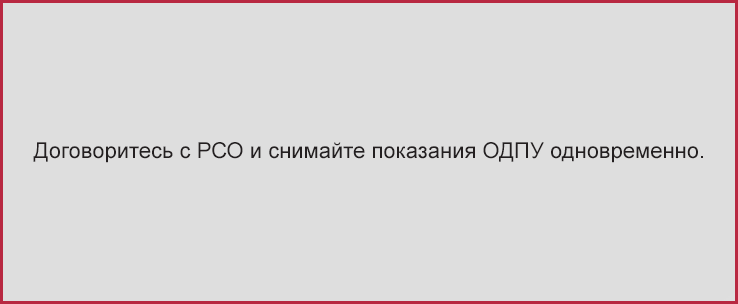 Договоритесь с РСО и снимайте показания ОДПУ одновременно.